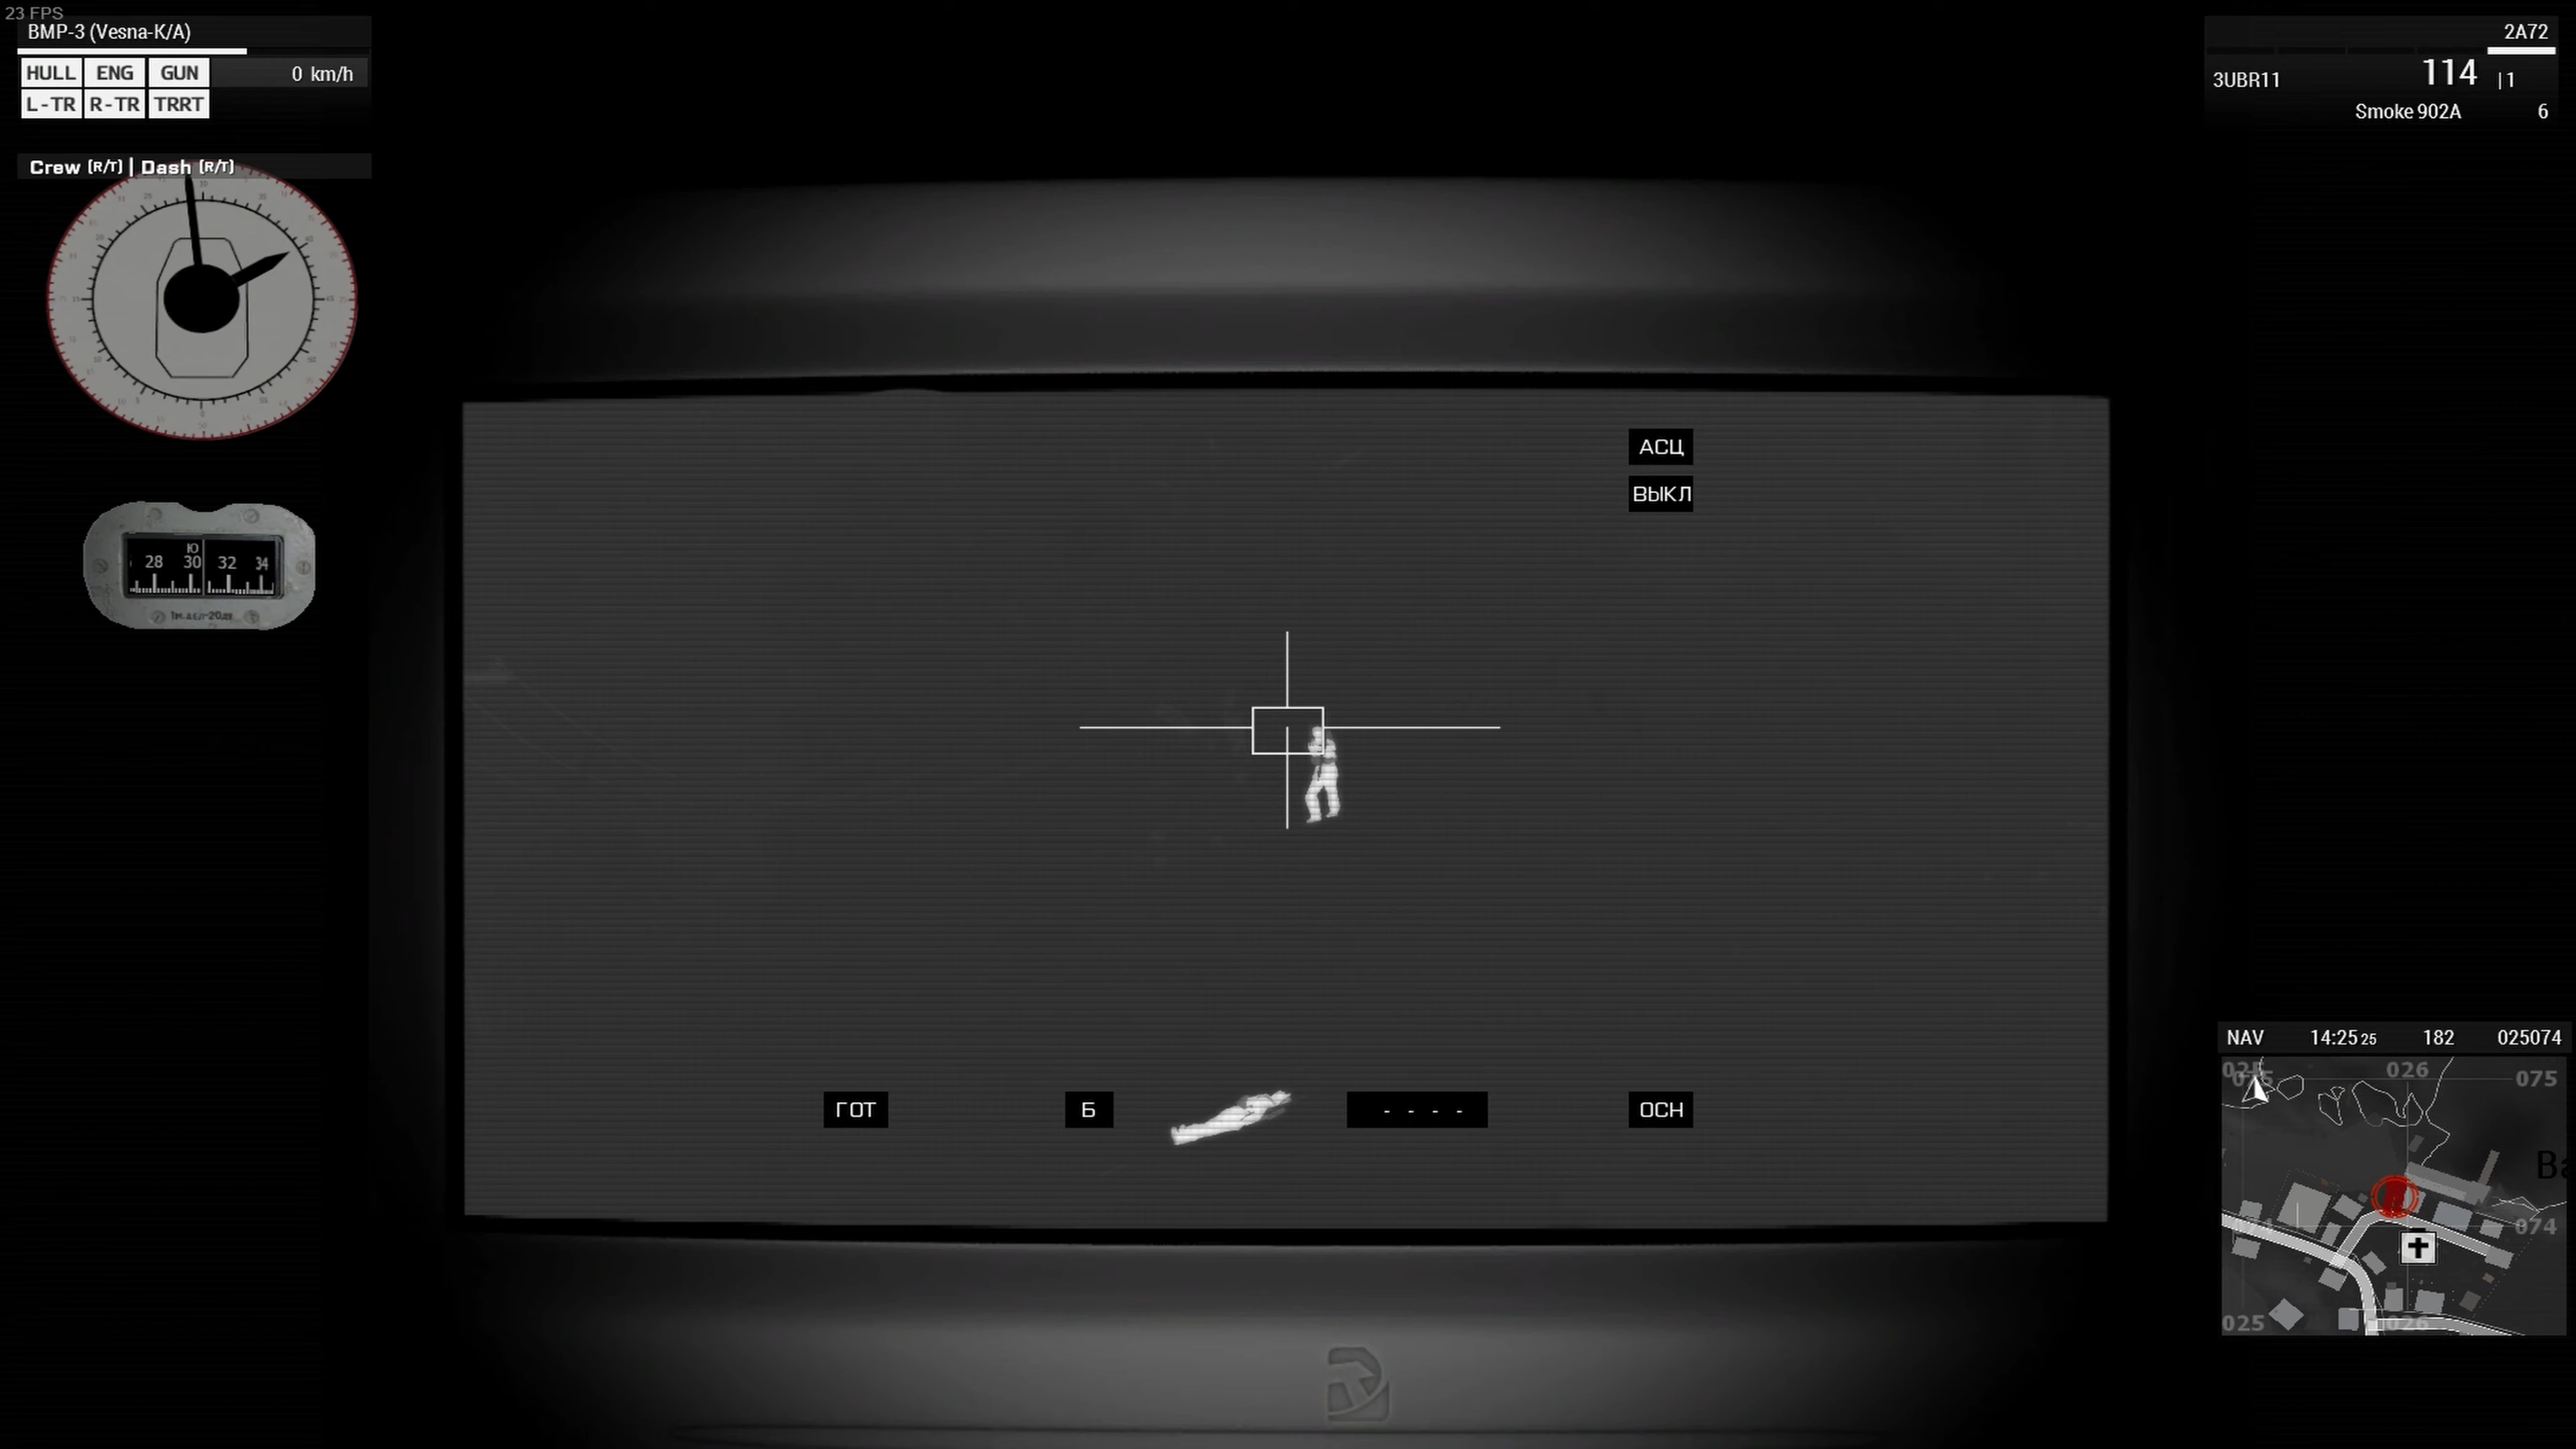 23 FPS
BMP-3 (Vesna-K/A)
HULL ENG GUN 0 km/h
L-TR R-TR TRRT
Crew (R/T) | Dash (R/T)
Ю
28 30 32 34
2A72
3UBR11 114 |1
Smoke 902A 6
АСЦ
ВЫКЛ
ГОТ Б - - - - ОСН
NAV 14:25 25 182 025074
026 075
074
025 026